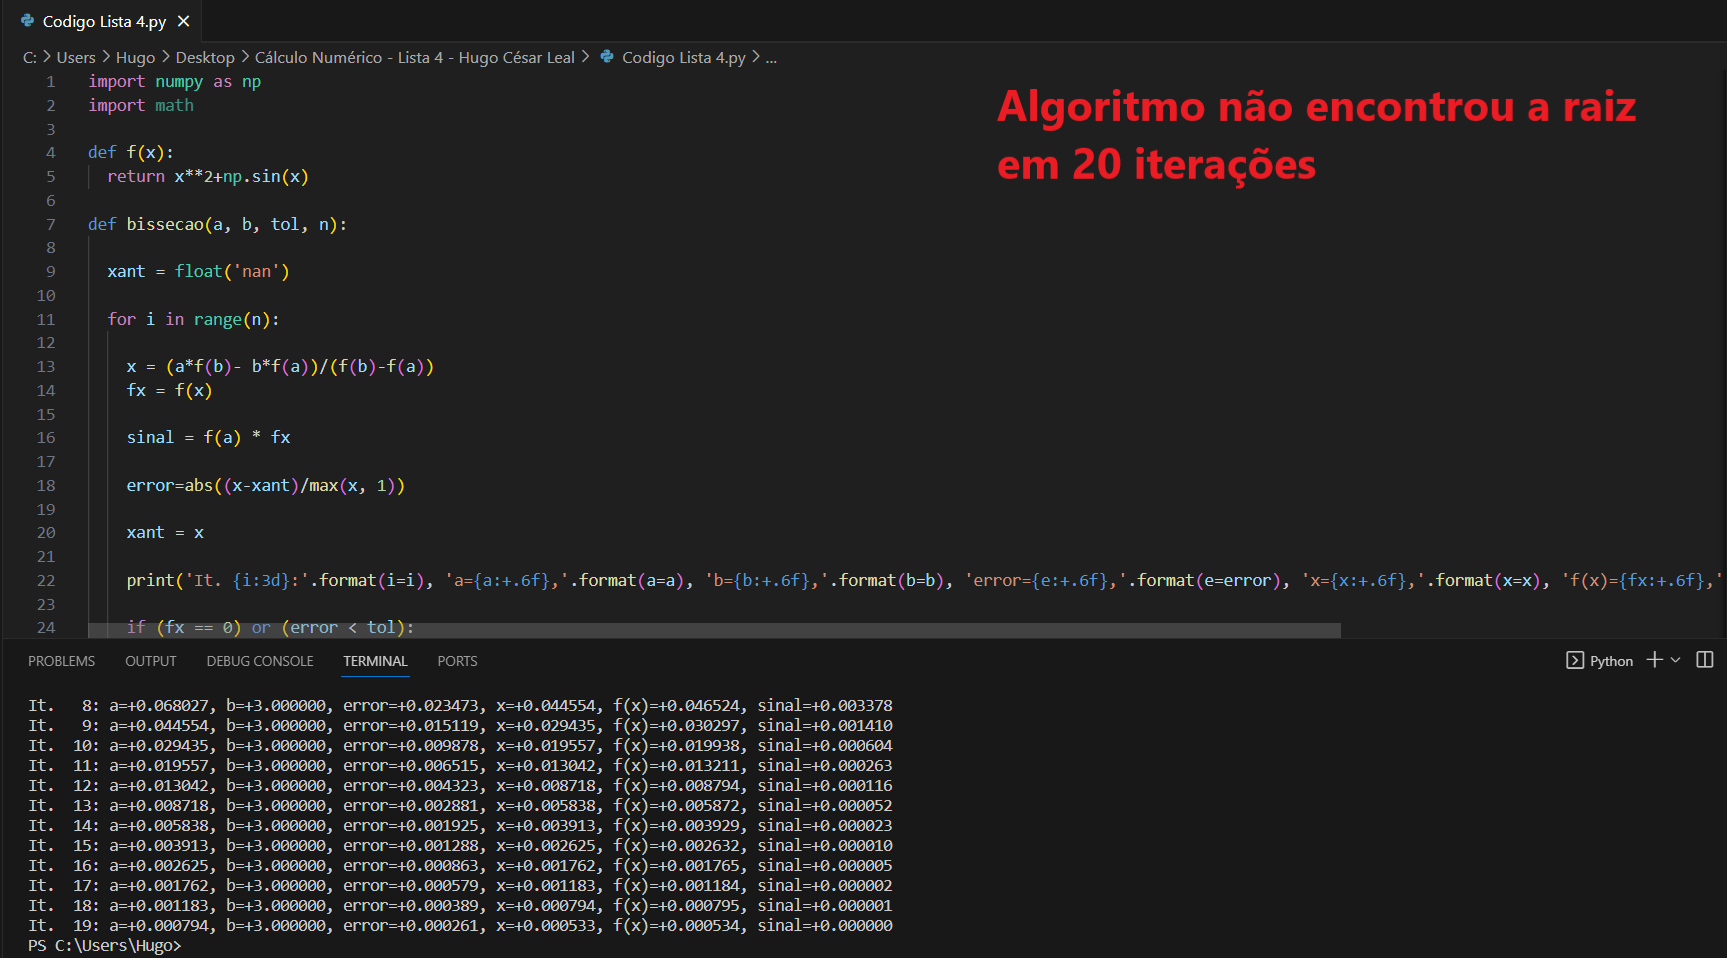 Codigo Lista 4.py ×
C: > Users > Hugo > Desktop > Cálculo Numérico - Lista 4 - Hugo César Leal > Codigo Lista 4.py > ...
1 import numpy as np
2 import math
3
4 def f(x):
5 return x**2+np.sin(x)
6
7 def bissecao(a, b, tol, n):
8
9 xant = float('nan')
10
11 for i in range(n):
12
13 x = (a*f(b)- b*f(a))/(f(b)-f(a))
14 fx = f(x)
15
16 sinal = f(a) * fx
17
18 error=abs((x-xant)/max(x, 1))
19
20 xant = x
21
22 print('It. {i:3d}:'.format(i=i), 'a={a:+.6f},'.format(a=a), 'b={b:+.6f},'.format(b=b), 'error={e:+.6f},'.format(e=error), 'x={x:+.6f},'.format(x=x), 'f(x)={fx:+.6f},'
23
24 if (fx == 0) or (error < tol):
Algoritmo não encontrou a raiz
em 20 iterações
PROBLEMS OUTPUT DEBUG CONSOLE TERMINAL PORTS Python
It. 8: a=+0.068027, b=+3.000000, error=+0.023473, x=+0.044554, f(x)=+0.046524, sinal=+0.003378
It. 9: a=+0.044554, b=+3.000000, error=+0.015119, x=+0.029435, f(x)=+0.030297, sinal=+0.001410
It. 10: a=+0.029435, b=+3.000000, error=+0.009878, x=+0.019557, f(x)=+0.019938, sinal=+0.000604
It. 11: a=+0.019557, b=+3.000000, error=+0.006515, x=+0.013042, f(x)=+0.013211, sinal=+0.000263
It. 12: a=+0.013042, b=+3.000000, error=+0.004323, x=+0.008718, f(x)=+0.008794, sinal=+0.000116
It. 13: a=+0.008718, b=+3.000000, error=+0.002881, x=+0.005838, f(x)=+0.005872, sinal=+0.000052
It. 14: a=+0.005838, b=+3.000000, error=+0.001925, x=+0.003913, f(x)=+0.003929, sinal=+0.000023
It. 15: a=+0.003913, b=+3.000000, error=+0.001288, x=+0.002625, f(x)=+0.002632, sinal=+0.000010
It. 16: a=+0.002625, b=+3.000000, error=+0.000863, x=+0.001762, f(x)=+0.001765, sinal=+0.000005
It. 17: a=+0.001762, b=+3.000000, error=+0.000579, x=+0.001183, f(x)=+0.001184, sinal=+0.000002
It. 18: a=+0.001183, b=+3.000000, error=+0.000389, x=+0.000794, f(x)=+0.000795, sinal=+0.000001
It. 19: a=+0.000794, b=+3.000000, error=+0.000261, x=+0.000533, f(x)=+0.000534, sinal=+0.000000
PS C:\Users\Hugo>